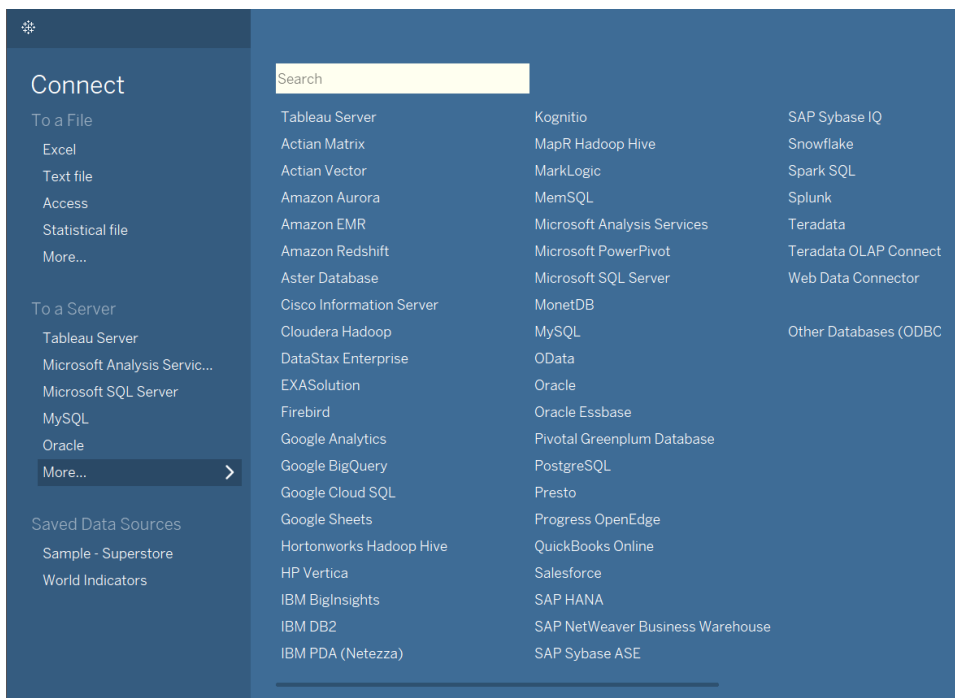 Connect
To a File
Excel
Text file
Access
Statistical file
More...
To a Server
Tableau Server
Microsoft Analysis Servic...
Microsoft SQL Server
MySQL
Oracle
More...
Saved Data Sources
Sample - Superstore
World Indicators
Search
Tableau Server
Actian Matrix
Actian Vector
Amazon Aurora
Amazon EMR
Amazon Redshift
Aster Database
Cisco Information Server
Cloudera Hadoop
DataStax Enterprise
EXASolution
Firebird
Google Analytics
Google BigQuery
Google Cloud SQL
Google Sheets
Hortonworks Hadoop Hive
HP Vertica
IBM BigInsights
IBM DB2
IBM PDA (Netezza)
Kognitio
MapR Hadoop Hive
MarkLogic
MemSQL
Microsoft Analysis Services
Microsoft PowerPivot
Microsoft SQL Server
MonetDB
MySQL
OData
Oracle
Oracle Essbase
Pivotal Greenplum Database
PostgreSQL
Presto
Progress OpenEdge
QuickBooks Online
Salesforce
SAP HANA
SAP NetWeaver Business Warehouse
SAP Sybase ASE
SAP Sybase IQ
Snowflake
Spark SQL
Splunk
Teradata
Teradata OLAP Connect
Web Data Connector
Other Databases (ODBC